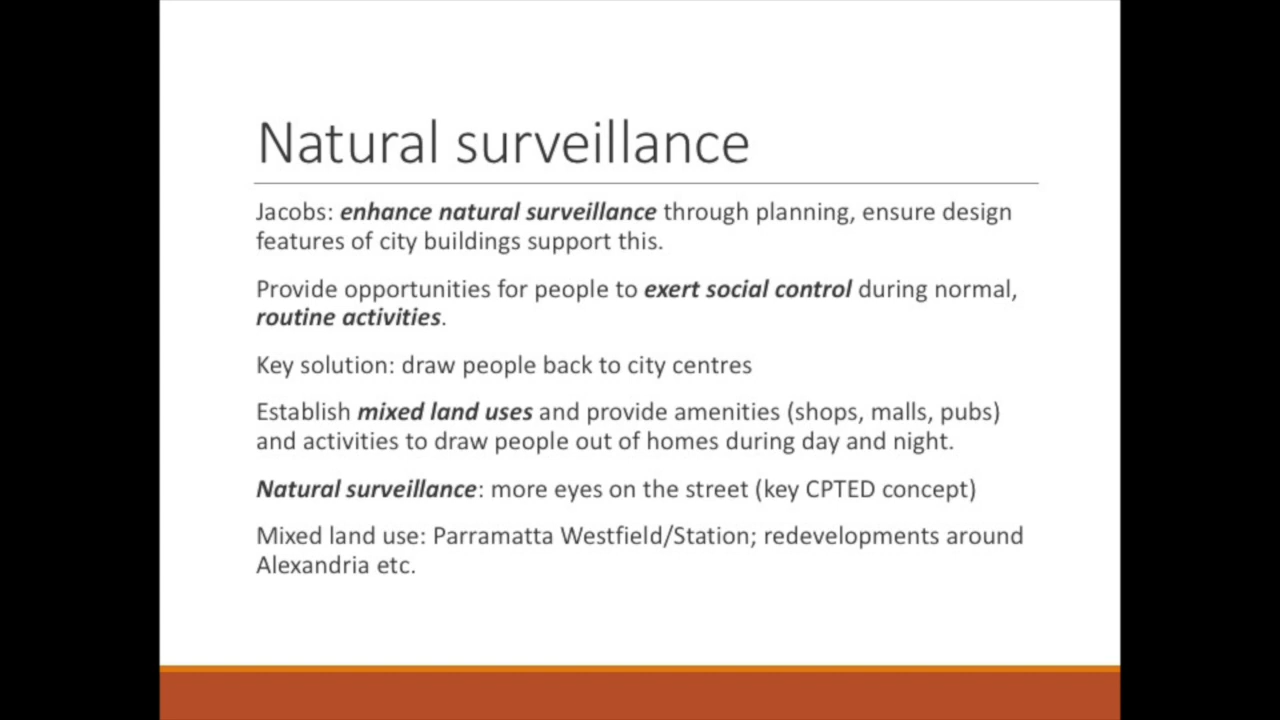 Natural surveillance
Jacobs: enhance natural surveillance through planning, ensure design
features of city buildings support this.
Provide opportunities for people to exert social control during normal,
routine activities.
Key solution: draw people back to city centres
Establish mixed land uses and provide amenities (shops, malls, pubs)
and activities to draw people out of homes during day and night.
Natural surveillance: more eyes on the street (key CPTED concept)
Mixed land use: Parramatta Westfield/Station; redevelopments around
Alexandria etc.